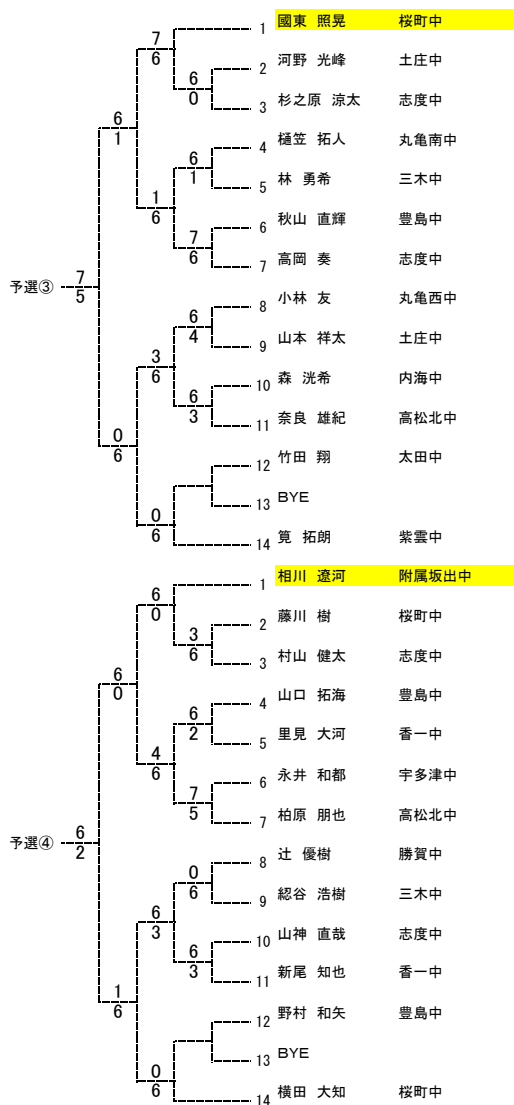 1 國東 照晃 桜町中
7
6
2 河野 光峰 土庄中
6
0
3 杉之原 涼太 志度中
6
1
4 樋笠 拓人 丸亀南中
6
1
5 林 勇希 三木中
1
6
6 秋山 直輝 豊島中
7
6
7 高岡 奏 志度中
予選③
7
5
8 小林 友 丸亀西中
6
4
9 山本 祥太 土庄中
3
6
10 森 洸希 内海中
6
3
11 奈良 雄紀 高松北中
0
6
12 竹田 翔 太田中
13 BYE
0
6
14 筧 拓朗 紫雲中
1 相川 遼河 附属坂出中
6
0
2 藤川 樹 桜町中
3
6
3 村山 健太 志度中
6
0
4 山口 拓海 豊島中
6
2
5 里見 大河 香一中
4
6
6 永井 和都 宇多津中
7
5
7 柏原 朋也 高松北中
予選④
6
2
8 辻 優樹 勝賀中
0
6
9 綛谷 浩樹 三木中
6
3
10 山神 直哉 志度中
6
3
11 新尾 知也 香一中
1
6
12 野村 和矢 豊島中
13 BYE
0
6
14 横田 大知 桜町中